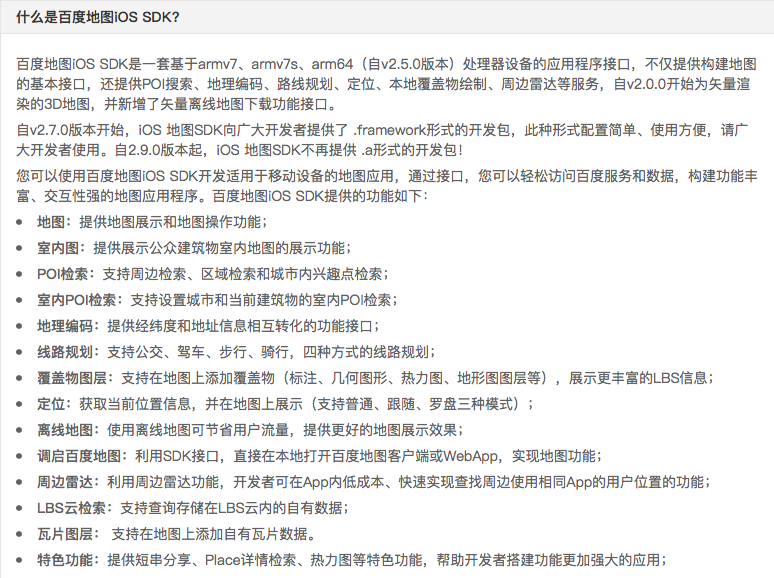 什么是百度地图iOS SDK?
百度地图iOS SDK是一套基于armv7、armv7s、arm64（自v2.5.0版本）处理器设备的应用程序接口，不仅提供构建地图
的基本接口，还提供POI搜索、地理编码、路线规划、定位、本地覆盖物绘制、周边雷达等服务，自v2.0.0开始为矢量渲
染的3D地图，并新增了矢量离线地图下载功能接口。
自v2.7.0版本开始，iOS 地图SDK向广大开发者提供了 .framework形式的开发包，此种形式配置简单、使用方便，请广
大开发者使用。自2.9.0版本起，iOS 地图SDK不再提供 .a形式的开发包！
您可以使用百度地图iOS SDK开发适用于移动设备的地图应用，通过接口，您可以轻松访问百度服务和数据，构建功能丰
富、交互性强的地图应用程序。百度地图iOS SDK提供的功能如下：
• 地图：提供地图展示和地图操作功能；
• 室内图：提供展示公众建筑物室内地图的展示功能；
• POI检索：支持周边检索、区域检索和城市内兴趣点检索；
• 室内POI检索：支持设置城市和当前建筑物的室内POI检索；
• 地理编码：提供经纬度和地址信息相互转化的功能接口；
• 线路规划：支持公交、驾车、步行、骑行，四种方式的线路规划；
• 覆盖物图层：支持在地图上添加覆盖物（标注、几何图形、热力图、地形图图层等），展示更丰富的LBS信息；
• 定位：获取当前位置信息，并在地图上展示（支持普通、跟随、罗盘三种模式）；
• 离线地图：使用离线地图可节省用户流量，提供更好的地图展示效果；
• 调启百度地图：利用SDK接口，直接在本地打开百度地图客户端或WebApp，实现地图功能；
• 周边雷达：利用周边雷达功能，开发者可在App内低成本、快速实现查找周边使用相同App的用户位置的功能；
• LBS云检索：支持查询存储在LBS云内的自有数据；
• 瓦片图层： 支持在地图上添加自有瓦片数据。
• 特色功能：提供短串分享、Place详情检索、热力图等特色功能，帮助开发者搭建功能更加强大的应用；